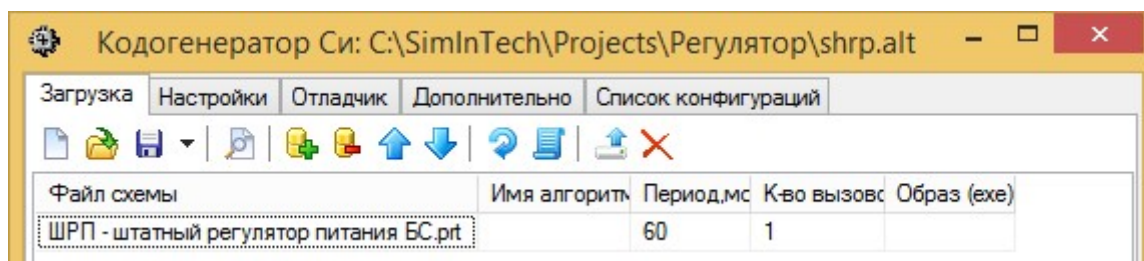 Кодогенератор Си: C:\SimInTech\Projects\Регулятор\shrp.alt
Загрузка Настройки Отладчик Дополнительно Список конфигураций
Файл схемы Имя алгоритм Период,мс К-во вызово Образ (exe)
ШРП - штатный регулятор питания БС.prt 60 1